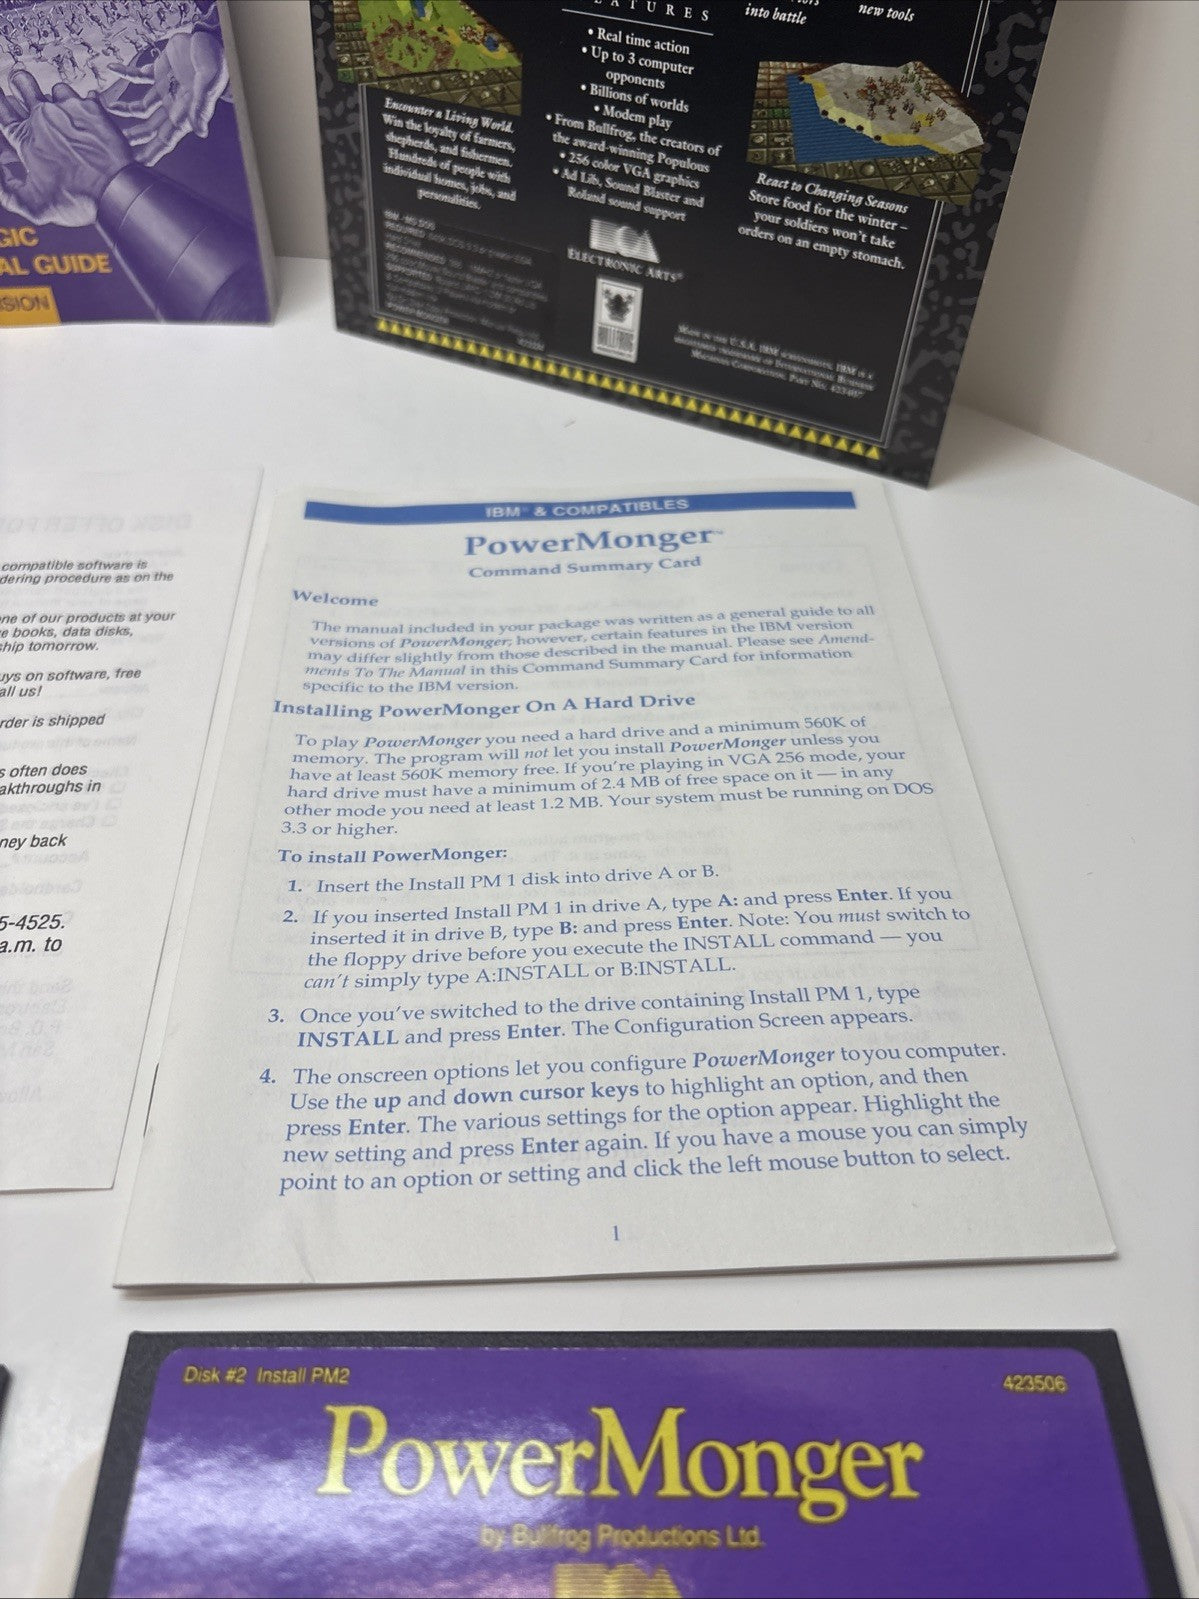 GIC
AL GUIDE
SION
EATURES
• Real time action
• Up to 3 computer
opponents
• Billions of worlds
• Modem play
• From Bullfrog, the creators of
the award-winning Populous
• 256 color VGA graphics
• Ad Lib, Sound Blaster and
Roland sound support
ELECTRONIC ARTS®
BULLFROG
into battle
new tools
Encounter a Living World.
Win the loyalty of farmers,
shepherds, and fishermen.
Hundreds of people with
individual homes, jobs, and
personalities.
IBM/MS DOS
React to Changing Seasons
Store food for the winter –
your soldiers won't take
orders on an empty stomach.
compatible software is
dering procedure as on the
ne of our products at your
e books, data disks,
ship tomorrow.
uys on software, free
all us!
rder is shipped
s often does
akthroughs in
ney back
5-4525.
a.m. to
IBM® & COMPATIBLES
PowerMonger™
Command Summary Card
Welcome
The manual included in your package was written as a general guide to all
versions of PowerMonger; however, certain features in the IBM version
may differ slightly from those described in the manual. Please see Amend-
ments To The Manual in this Command Summary Card for information
specific to the IBM version.
Installing PowerMonger On A Hard Drive
To play PowerMonger you need a hard drive and a minimum 560K of
memory. The program will not let you install PowerMonger unless you
have at least 560K memory free. If you're playing in VGA 256 mode, your
hard drive must have a minimum of 2.4 MB of free space on it — in any
other mode you need at least 1.2 MB. Your system must be running on DOS
3.3 or higher.
To install PowerMonger:
1. Insert the Install PM 1 disk into drive A or B.
2. If you inserted Install PM 1 in drive A, type A: and press Enter. If you
inserted it in drive B, type B: and press Enter. Note: You must switch to
the floppy drive before you execute the INSTALL command — you
can't simply type A:INSTALL or B:INSTALL.
3. Once you've switched to the drive containing Install PM 1, type
INSTALL and press Enter. The Configuration Screen appears.
4. The onscreen options let you configure PowerMonger to you computer.
Use the up and down cursor keys to highlight an option, and then
press Enter. The various settings for the option appear. Highlight the
new setting and press Enter again. If you have a mouse you can simply
point to an option or setting and click the left mouse button to select.
1
Disk #2 Install PM2
423506
PowerMonger
by Bullfrog Productions Ltd.